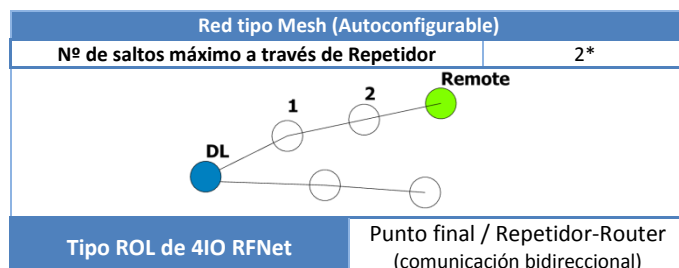 Red tipo Mesh (Autoconfigurable)
Nº de saltos máximo a través de Repetidor 2*
Remote
2
1
DL
Tipo ROL de 4IO RFNet
Punto final / Repetidor-Router
(comunicación bidireccional)